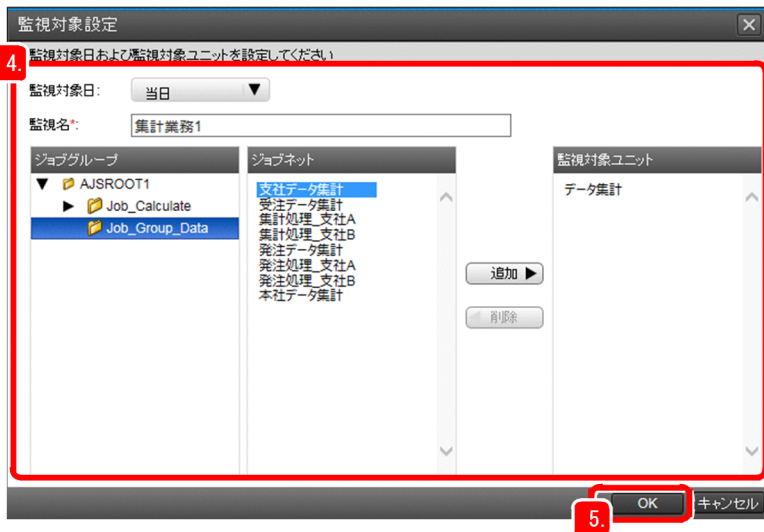 監視対象設定
監視対象日および監視対象ユニットを設定してください
4.
監視対象日:
当日
監視名*:
集計業務1
ジョブグループ
AJSROOT1
Job_Calculate
Job_Group_Data
ジョブネット
支社データ集計
受注データ集計
集計処理_支社A
集計処理_支社B
発注データ集計
発注処理_支社A
発注処理_支社B
本社データ集計
追加
削除
監視対象ユニット
データ集計
5.
OK
キャンセル